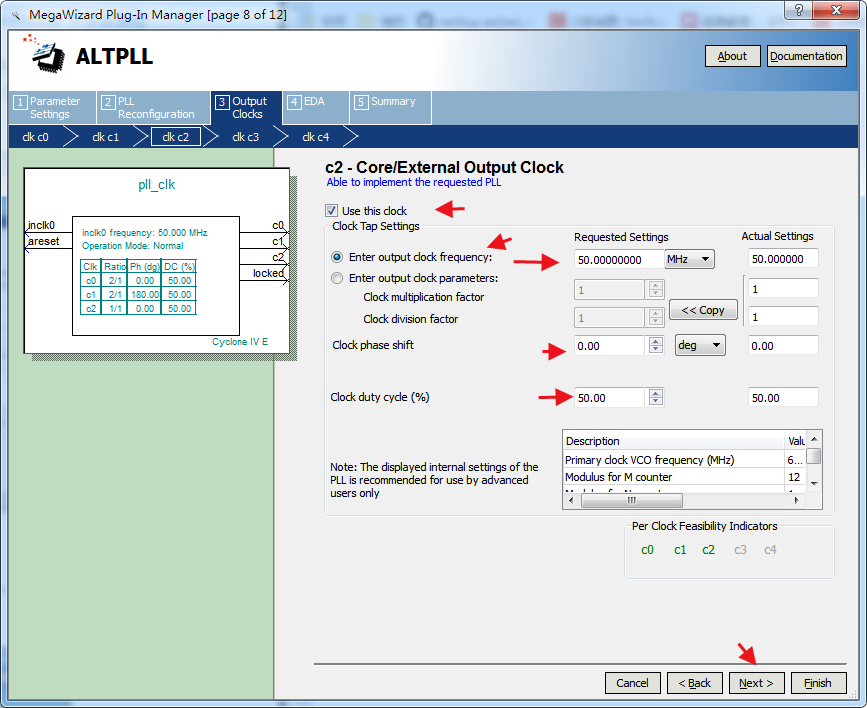 MegaWizard Plug-In Manager [page 8 of 12]
ALTPLL
About
Documentation
1 Parameter Settings
2 PLL Reconfiguration
3 Output Clocks
4 EDA
5 Summary
clk c0
clk c1
clk c2
clk c3
clk c4
pll_clk
inclk0
areset
inclk0 frequency: 50.000 MHz
Operation Mode: Normal
Clk Ratio Ph (dg) DC (%)
c0 2/1 0.00 50.00
c1 2/1 180.00 50.00
c2 1/1 0.00 50.00
c0
c1
c2
locked
Cyclone IV E
c2 - Core/External Output Clock
Able to implement the requested PLL
Use this clock
Clock Tap Settings
Requested Settings
Actual Settings
Enter output clock frequency:
50.00000000
MHz
50.000000
Enter output clock parameters:
Clock multiplication factor
1
1
<< Copy
Clock division factor
1
1
Clock phase shift
0.00
deg
0.00
Clock duty cycle (%)
50.00
50.00
Note: The displayed internal settings of the
PLL is recommended for use by advanced
users only
Description
Primary clock VCO frequency (MHz) 6...
Modulus for M counter 12
Per Clock Feasibility Indicators
c0 c1 c2 c3 c4
Cancel
< Back
Next >
Finish